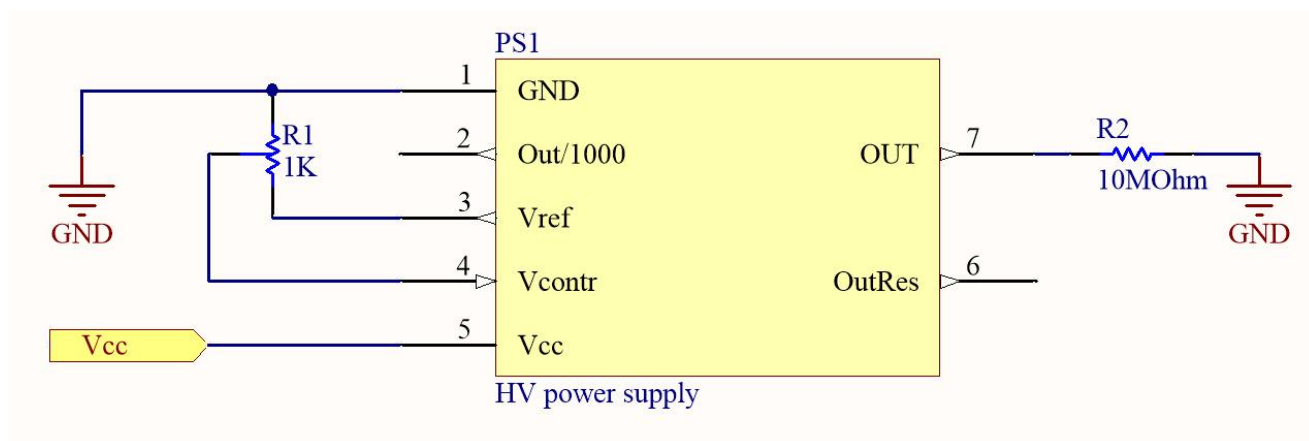 PS1
1
GND
2
R1
Out/1000
7
R2
1K
OUT
10MOhm
3
Vref
GND
GND
4
Vcontr
OutRes
6
5
Vcc
Vcc
HV power supply